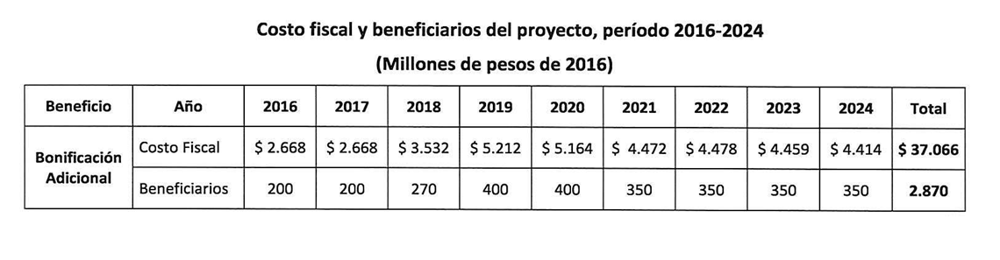 Costo fiscal y beneficiarios del proyecto, período 2016-2024
(Millones de pesos de 2016)
Beneficio Año 2016 2017 2018 2019 2020 2021 2022 2023 2024 Total
Bonificación Adicional
Costo Fiscal $ 2.668 $ 2.668 $ 3.532 $ 5.212 $ 5.164 $ 4.472 $ 4.478 $ 4.459 $ 4.414 $ 37.066
Beneficiarios 200 200 270 400 400 350 350 350 350 2.870